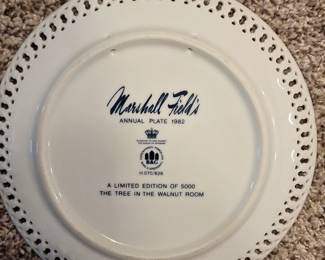 Marshall Field's
ANNUAL PLATE 1982
B&G
A LIMITED EDITION OF 5000
THE TREE IN THE WALNUT ROOM